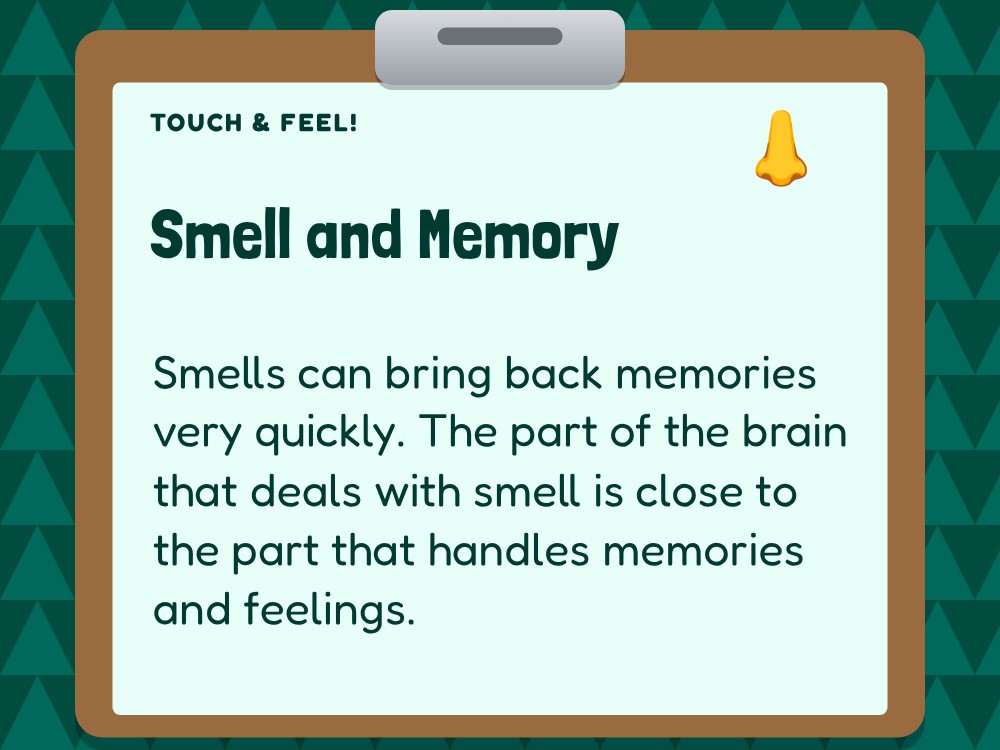 TOUCH & FEEL!
Smell and Memory
Smells can bring back memories
very quickly. The part of the brain
that deals with smell is close to
the part that handles memories
and feelings.